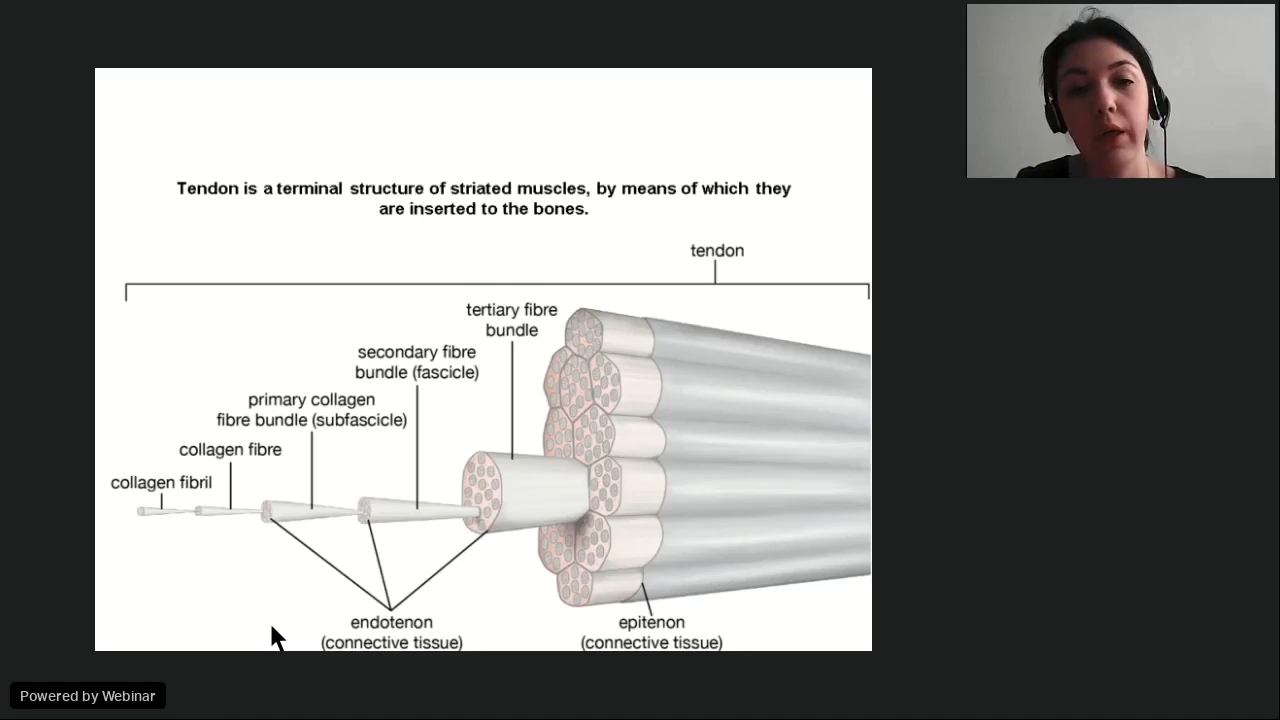 Tendon is a terminal structure of striated muscles, by means of which they
are inserted to the bones.
tendon
tertiary fibre
bundle
secondary fibre
bundle (fascicle)
primary collagen
fibre bundle (subfascicle)
collagen fibre
collagen fibril
endotenon
(connective tissue)
epitenon
(connective tissue)
Powered by Webinar